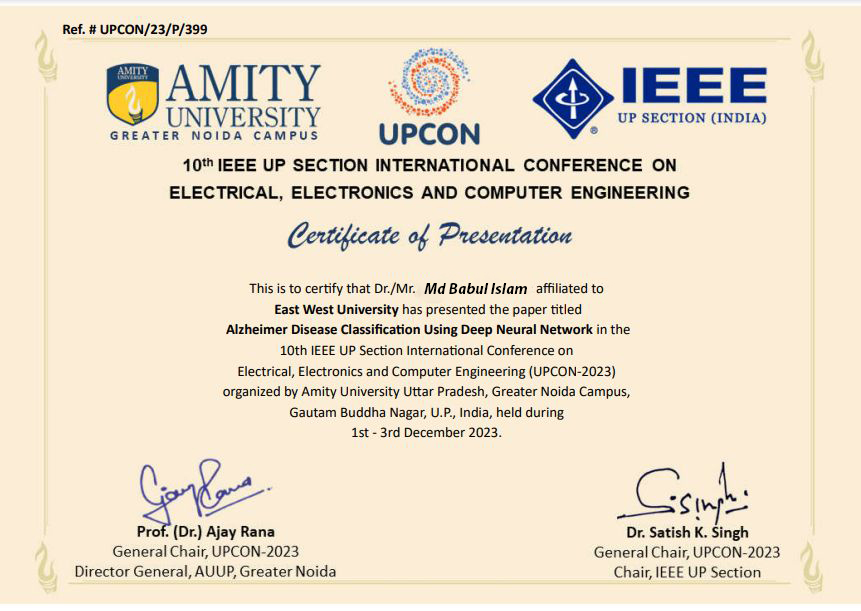 Ref. # UPCON/23/P/399
AMITY UNIVERSITY
AMITY
UNIVERSITY
GREATER NOIDA CAMPUS
UPCON
IEEE
UP SECTION (INDIA)
®
10th IEEE UP SECTION INTERNATIONAL CONFERENCE ON
ELECTRICAL, ELECTRONICS AND COMPUTER ENGINEERING
Certificate of Presentation
This is to certify that Dr./Mr. Md Babul Islam affiliated to
East West University has presented the paper titled
Alzheimer Disease Classification Using Deep Neural Network in the
10th IEEE UP Section International Conference on
Electrical, Electronics and Computer Engineering (UPCON-2023)
organized by Amity University Uttar Pradesh, Greater Noida Campus,
Gautam Buddha Nagar, U.P., India, held during
1st - 3rd December 2023.
Prof. (Dr.) Ajay Rana
General Chair, UPCON-2023
Director General, AUUP, Greater Noida
Dr. Satish K. Singh
General Chair, UPCON-2023
Chair, IEEE UP Section